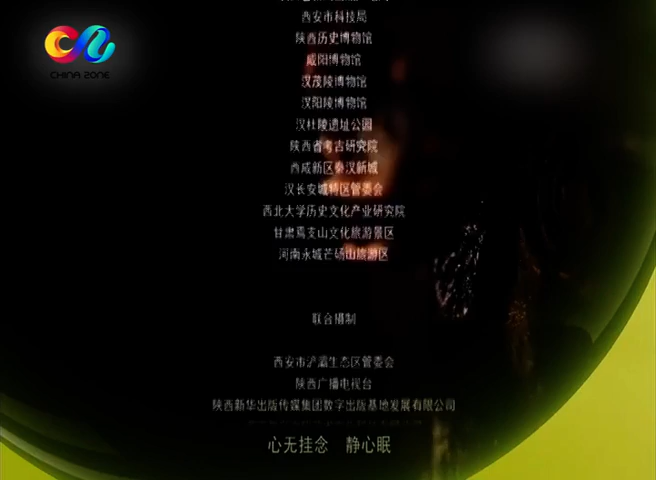 CHINA ZONE
西安市科技局
陕西历史博物馆
咸阳博物馆
汉茂陵博物馆
汉阳陵博物馆
汉杜陵遗址公园
陕西省考古研究院
西咸新区秦汉新城
汉长安城特区管委会
西北大学历史文化产业研究院
甘肃焉支山文化旅游景区
河南永城芒砀山旅游区
联合摄制
西安市浐灞生态区管委会
陕西广播电视台
陕西新华出版传媒集团数字出版基地发展有限公司
心无挂念 静心眠